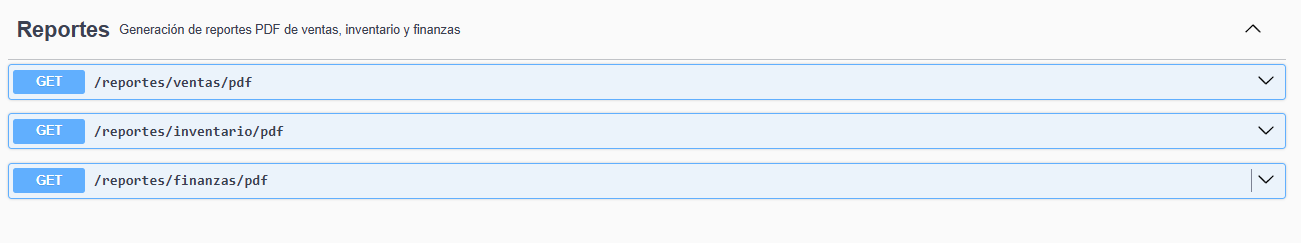 Reportes Generación de reportes PDF de ventas, inventario y finanzas
GET /reportes/ventas/pdf
GET /reportes/inventario/pdf
GET /reportes/finanzas/pdf